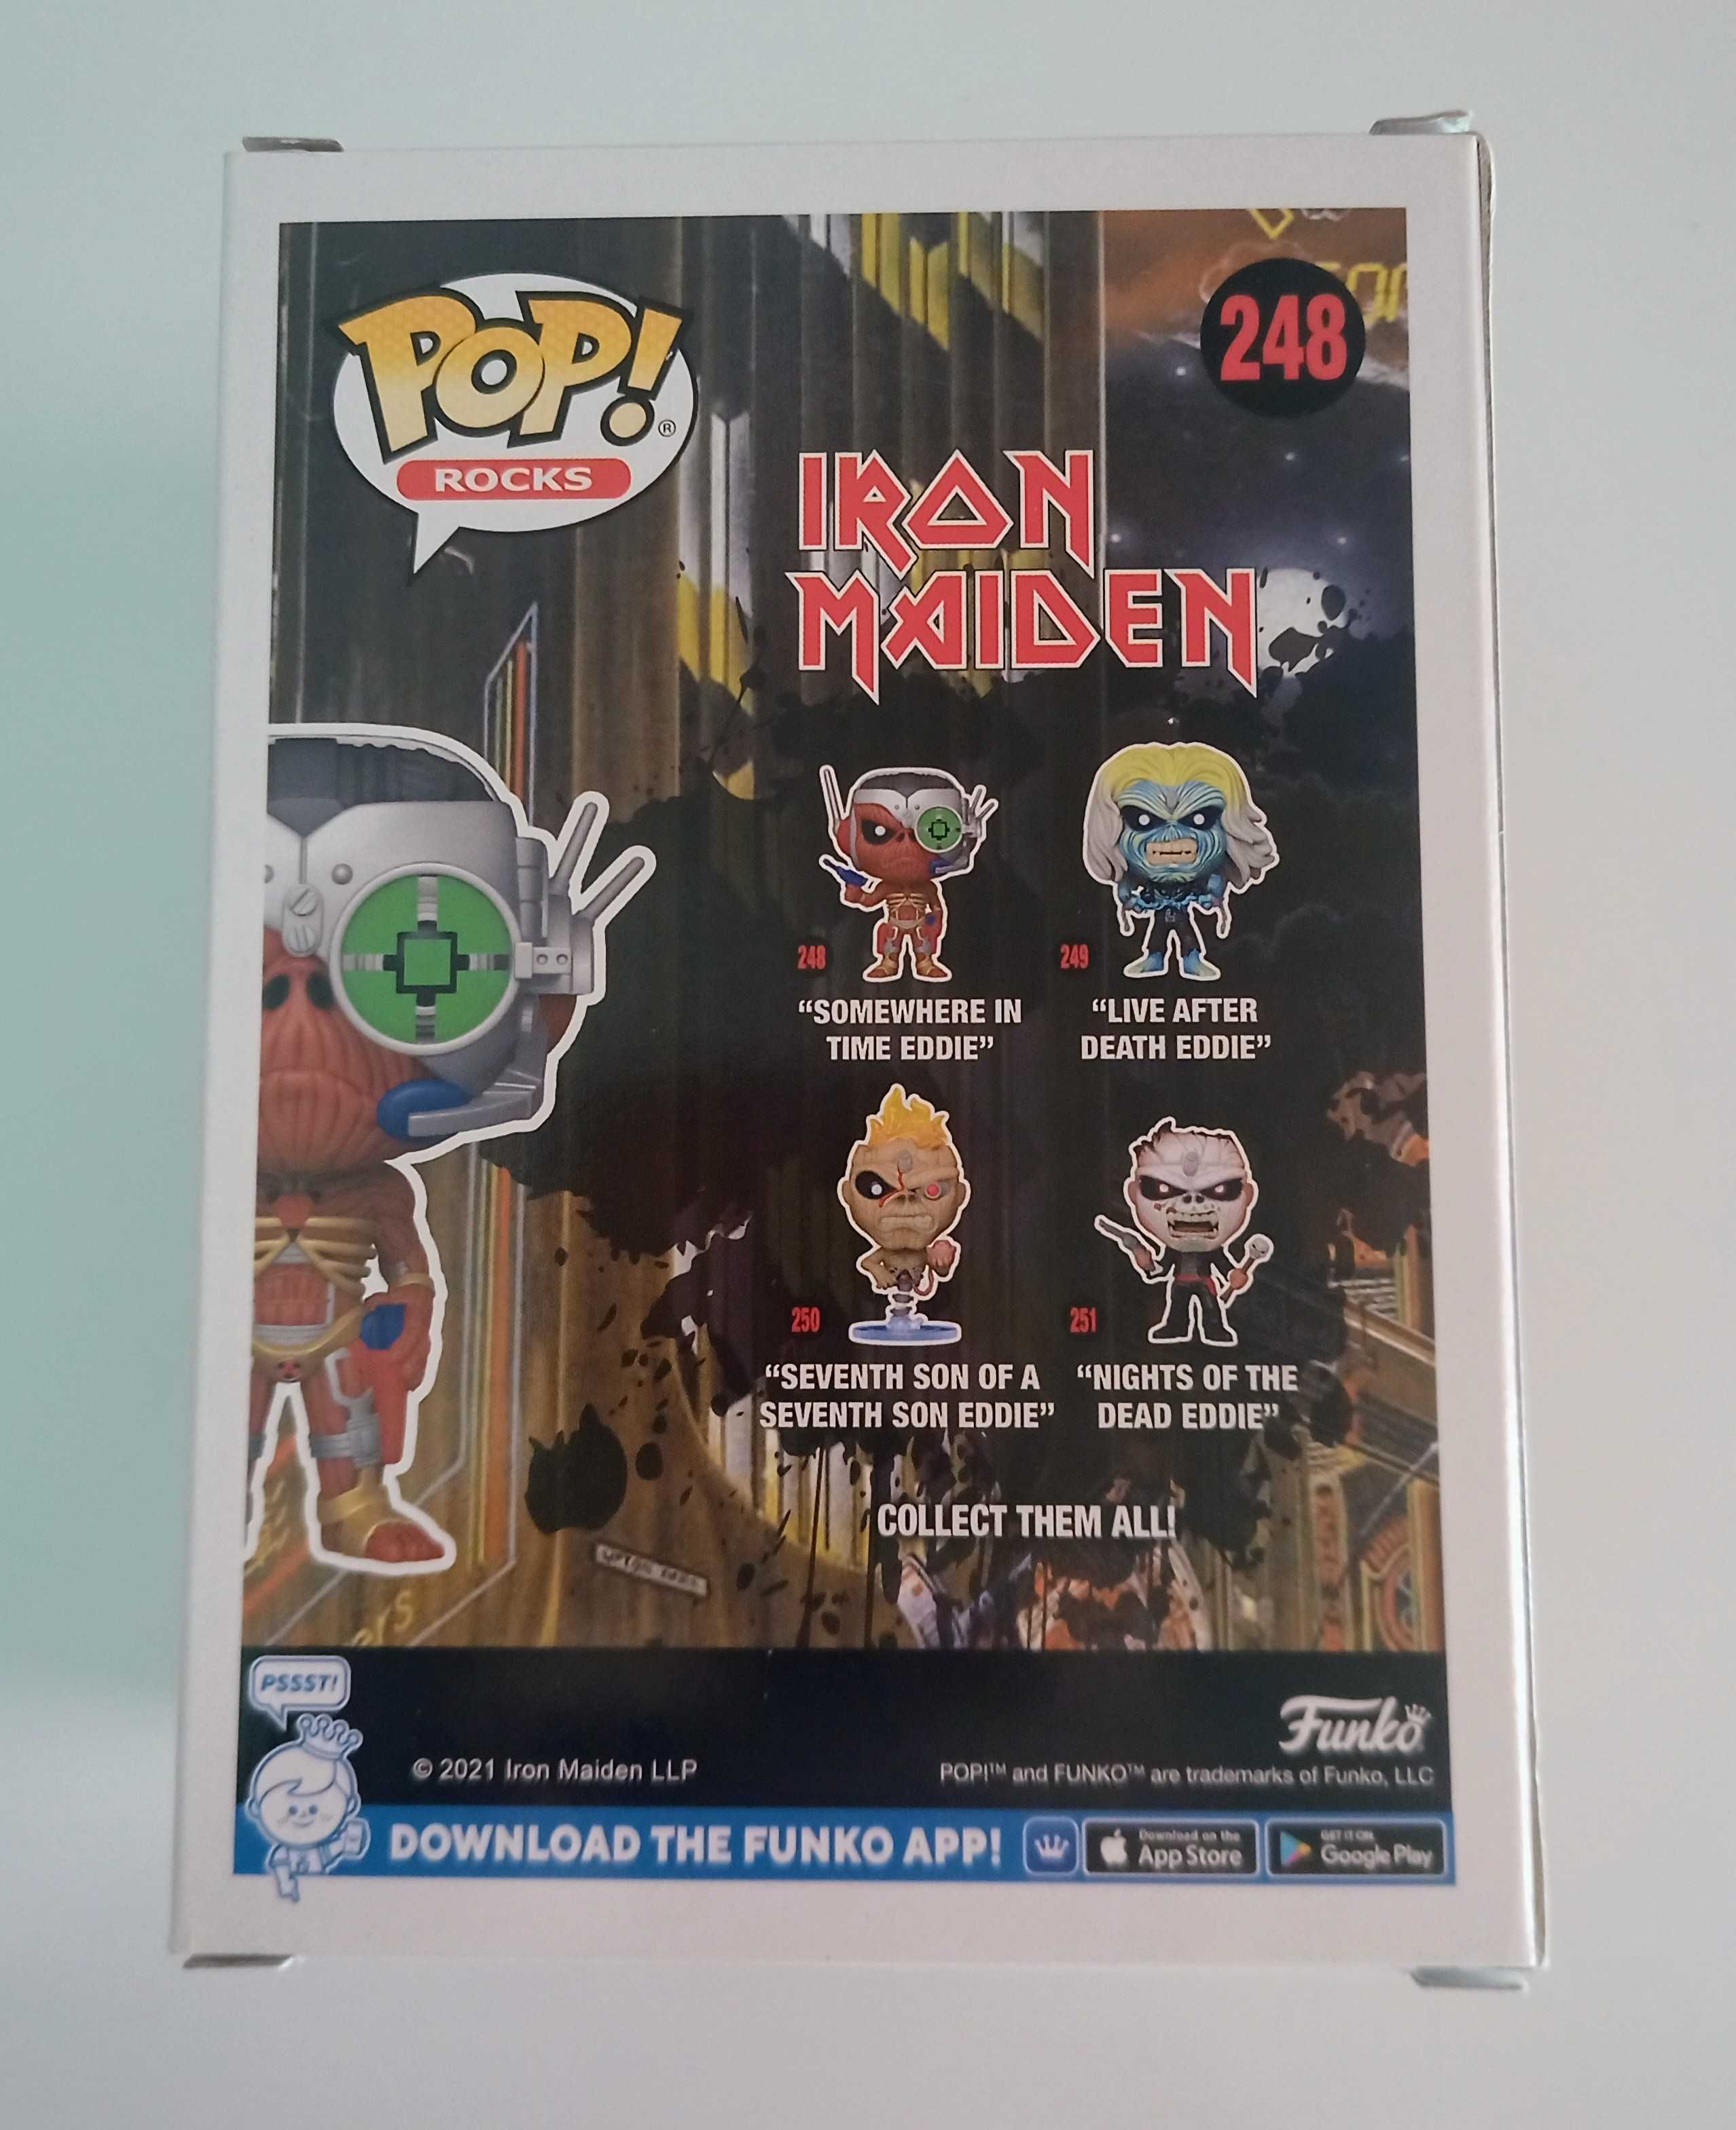 POP!®
ROCKS
248
IRON
MAIDEN
248
"SOMEWHERE IN
TIME EDDIE"
249
"LIVE AFTER
DEATH EDDIE"
250
"SEVENTH SON OF A
SEVENTH SON EDDIE"
251
"NIGHTS OF THE
DEAD EDDIE"
COLLECT THEM ALL!
ers
PSSST!
Funko
© 2021 Iron Maiden LLP
POP!™ and FUNKO™ are trademarks of Funko, LLC
DOWNLOAD THE FUNKO APP!
Download on the
App Store
GET IT ON
Google Play